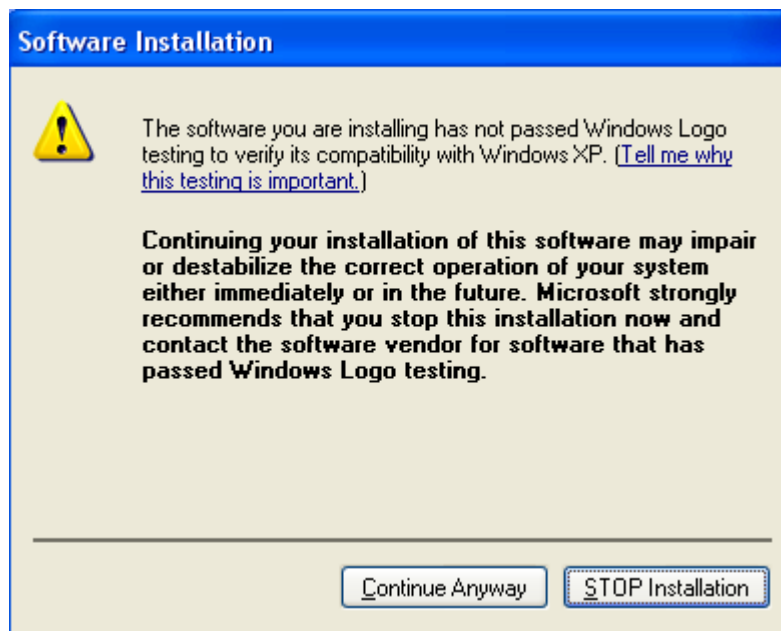 Software Installation
The software you are installing has not passed Windows Logo
testing to verify its compatibility with Windows XP. (Tell me why
this testing is important.)
Continuing your installation of this software may impair
or destabilize the correct operation of your system
either immediately or in the future. Microsoft strongly
recommends that you stop this installation now and
contact the software vendor for software that has
passed Windows Logo testing.
Continue Anyway
STOP Installation